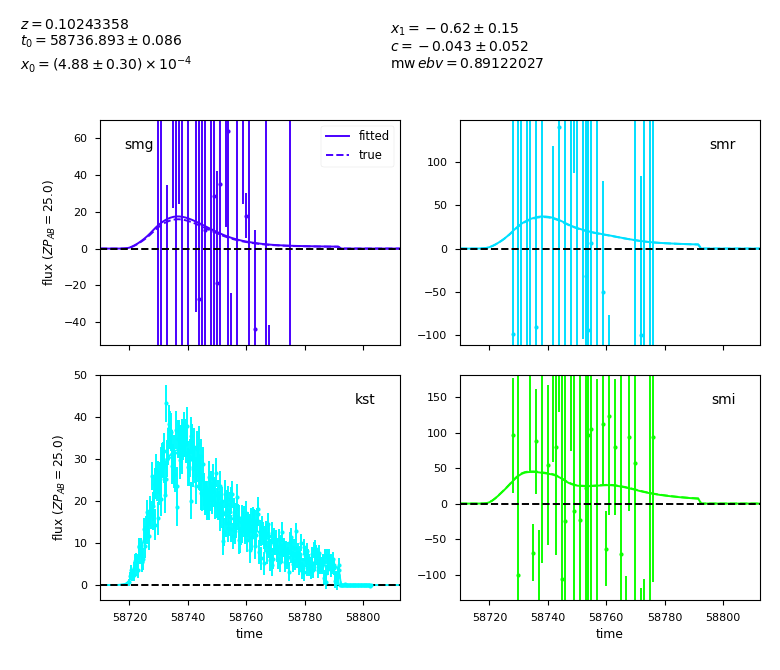 z = 0.10243358
t₀ = 58736.893 ± 0.086
x₀ = (4.88 ± 0.30) × 10⁻⁴
x₁ = −0.62 ± 0.15
c = −0.043 ± 0.052
mw ebv = 0.89122027
smg
fitted
true
60
40
20
0
−20
−40
flux (ZP_AB = 25.0)
smr
100
50
0
−50
−100
kst
50
40
30
20
10
0
flux (ZP_AB = 25.0)
58720 58740 58760 58780 58800
time
smi
150
100
50
0
−50
−100
58720 58740 58760 58780 58800
time